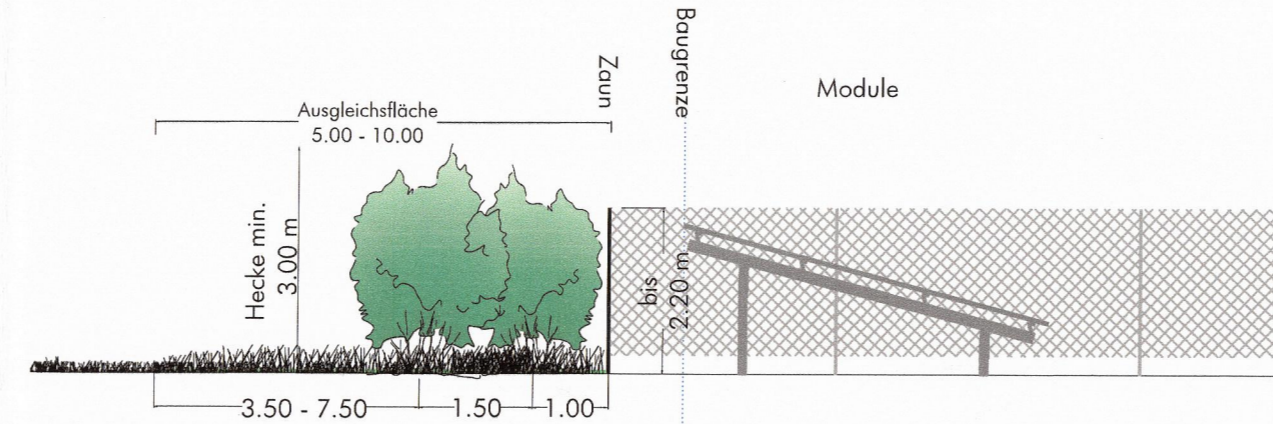 Baugrenze
Zaun
Module
Ausgleichsfläche
5.00 - 10.00
Hecke min.
3.00 m
bis
2.20 m
3.50 - 7.50
1.50
1.00